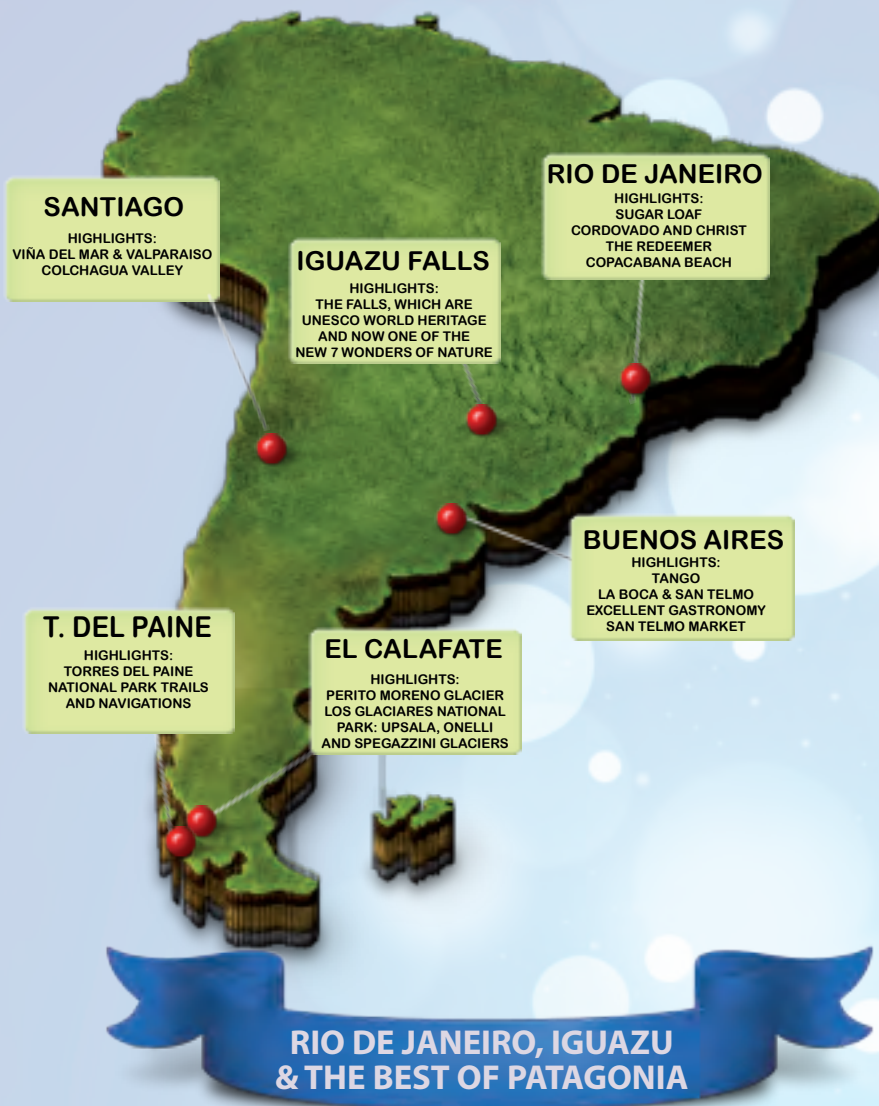 SANTIAGO
HIGHLIGHTS:
VIÑA DEL MAR & VALPARAISO
COLCHAGUA VALLEY
RIO DE JANEIRO
HIGHLIGHTS:
SUGAR LOAF
CORDOVADO AND CHRIST
THE REDEEMER
COPACABANA BEACH
IGUAZU FALLS
HIGHLIGHTS:
THE FALLS, WHICH ARE
UNESCO WORLD HERITAGE
AND NOW ONE OF THE
NEW 7 WONDERS OF NATURE
BUENOS AIRES
HIGHLIGHTS:
TANGO
LA BOCA & SAN TELMO
EXCELLENT GASTRONOMY
SAN TELMO MARKET
T. DEL PAINE
HIGHLIGHTS:
TORRES DEL PAINE
NATIONAL PARK TRAILS
AND NAVIGATIONS
EL CALAFATE
HIGHLIGHTS:
PERITO MORENO GLACIER
LOS GLACIARES NATIONAL
PARK: UPSALA, ONELLI
AND SPEGAZZINI GLACIERS
RIO DE JANEIRO, IGUAZU
& THE BEST OF PATAGONIA